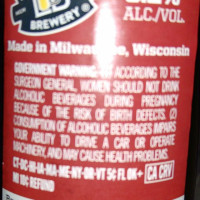 BREWERY
ALC./VOL.
Made in Milwaukee, Wisconsin
GOVERNMENT WARNING: (1) ACCORDING TO THE
SURGEON GENERAL, WOMEN SHOULD NOT DRINK
ALCOHOLIC BEVERAGES DURING PREGNANCY
BECAUSE OF THE RISK OF BIRTH DEFECTS. (2)
CONSUMPTION OF ALCOHOLIC BEVERAGES IMPAIRS
YOUR ABILITY TO DRIVE A CAR OR OPERATE
MACHINERY, AND MAY CAUSE HEALTH PROBLEMS.
CT-DC-HI-IA-MA-ME-NY-OR-VT 5¢ FL OK+ CA CRV
MI 10¢ REFUND